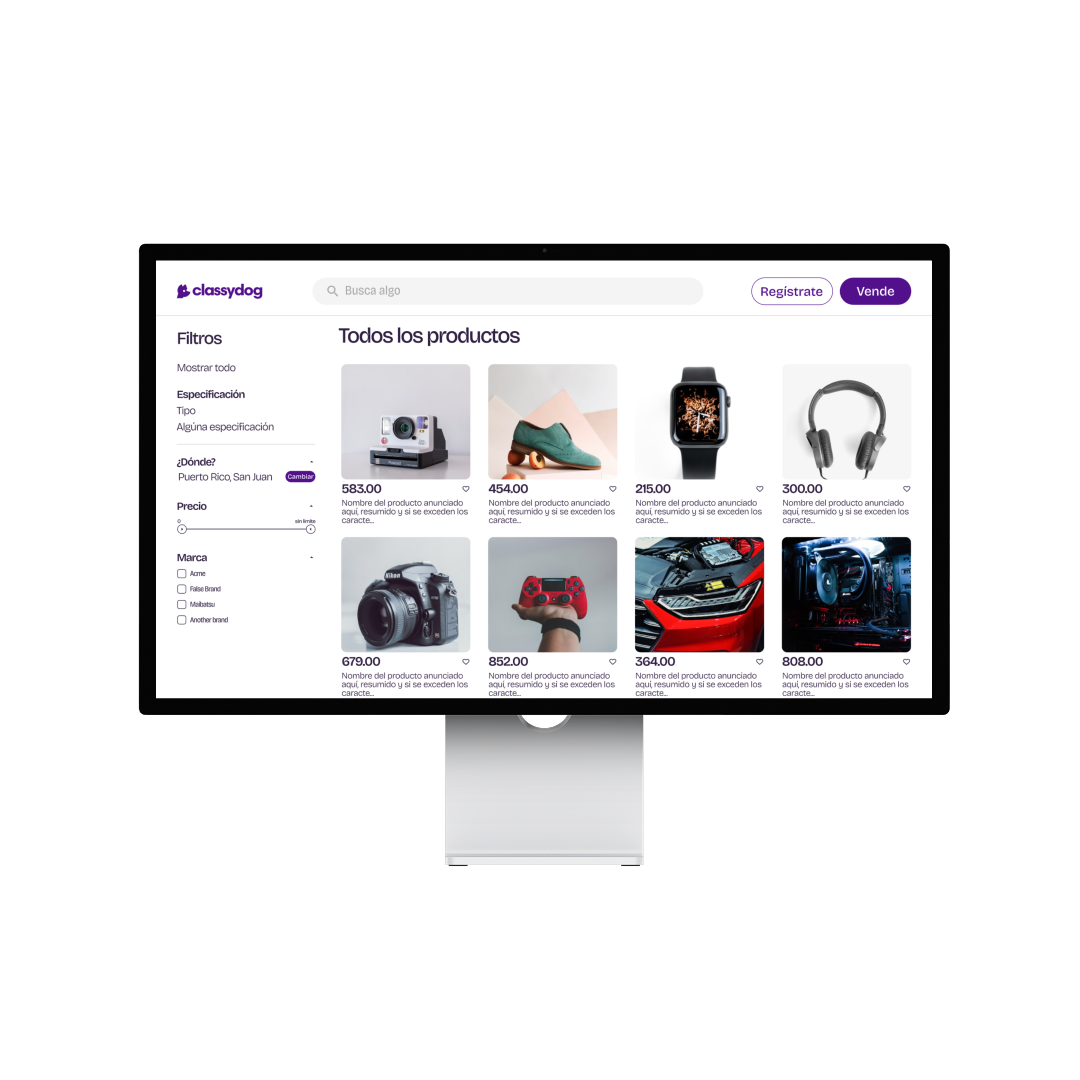 classydog
Busca algo
Regístrate
Vende
Filtros
Mostrar todo
Especificación
Tipo
Algúna especificación
¿Dónde?
Puerto Rico, San Juan
Cambiar
Precio
0
sin limite
Marca
Acme
False Brand
Maibatsu
Another brand
Todos los productos
583.00
Nombre del producto anunciado
aquí, resumido y si se exceden los
caracte...
454.00
Nombre del producto anunciado
aquí, resumido y si se exceden los
caracte...
215.00
Nombre del producto anunciado
aquí, resumido y si se exceden los
caracte...
300.00
Nombre del producto anunciado
aquí, resumido y si se exceden los
caracte...
Nikon
679.00
Nombre del producto anunciado
aquí, resumido y si se exceden los
caracte...
852.00
Nombre del producto anunciado
aquí, resumido y si se exceden los
caracte...
364.00
Nombre del producto anunciado
aquí, resumido y si se exceden los
caracte...
808.00
Nombre del producto anunciado
aquí, resumido y si se exceden los
caracte...